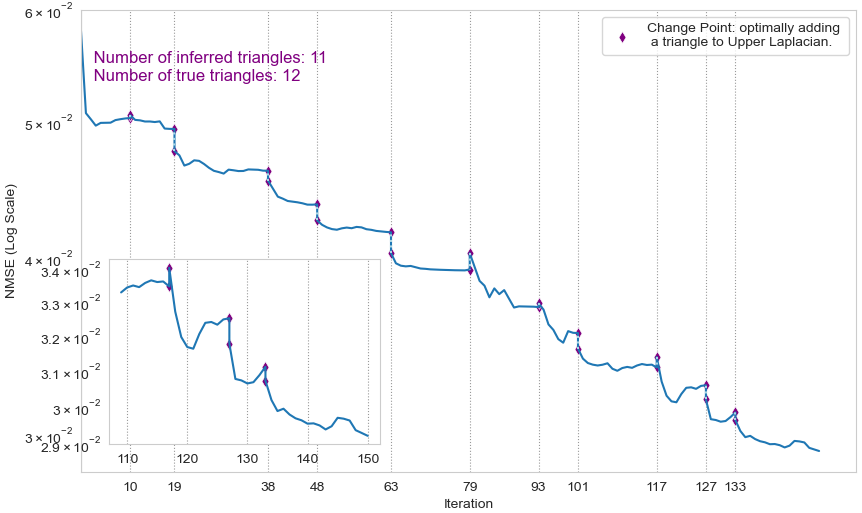 6 × 10⁻²
Change Point: optimally adding
a triangle to Upper Laplacian.
Number of inferred triangles: 11
Number of true triangles: 12
5 × 10⁻²
NMSE (Log Scale)
4 × 10⁻²
3.4 × 10⁻²
3.3 × 10⁻²
3.2 × 10⁻²
3.1 × 10⁻²
3 × 10⁻²
3 × 10⁻²
2.9 × 10⁻²
110 120 130 140 150
10 19 38 48 63 79 93 101 117 127 133
Iteration